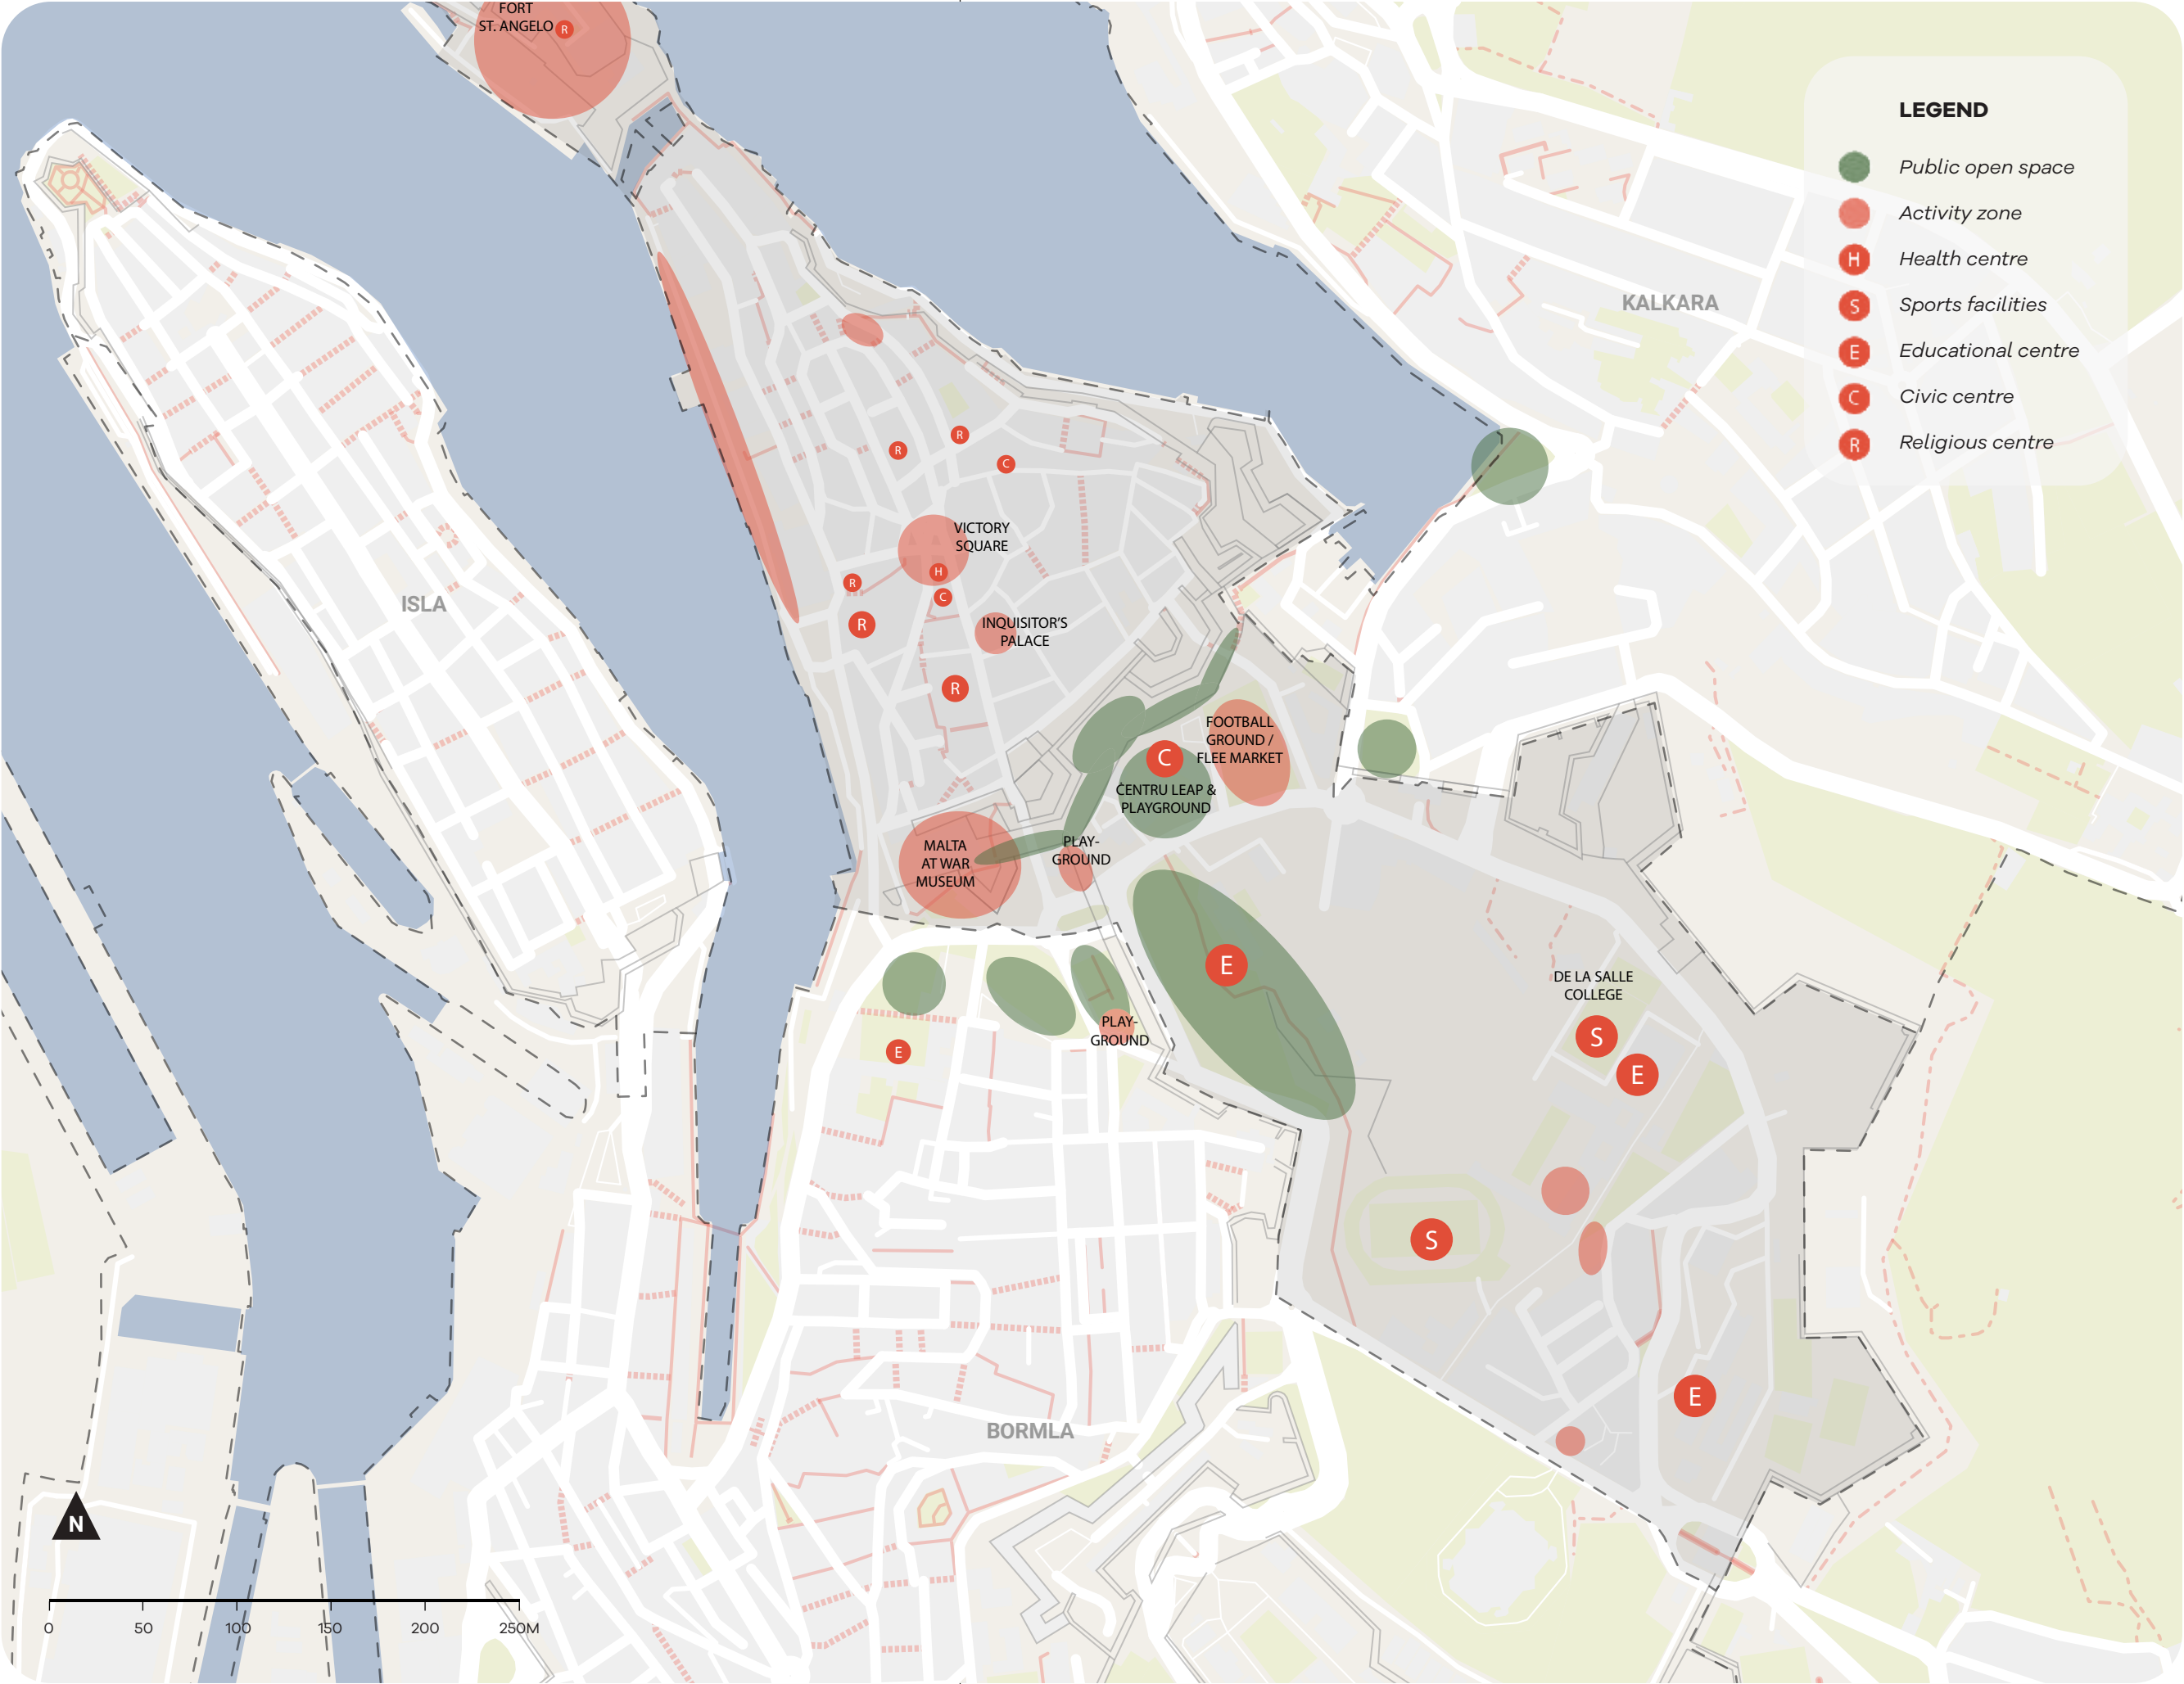 FORT
ST. ANGELO R
LEGEND
Public open space
Activity zone
H Health centre
S Sports facilities
E Educational centre
C Civic centre
R Religious centre
KALKARA
R
R
C
VICTORY
SQUARE
H
R
C
ISLA
R
INQUISITOR'S
PALACE
R
FOOTBALL
GROUND /
FLEE MARKET
C
CENTRU LEAP &
PLAYGROUND
MALTA
AT WAR
MUSEUM
PLAY-
GROUND
E
DE LA SALLE
COLLEGE
S
E
PLAY-
GROUND
E
S
E
BORMLA
N
0 50 100 150 200 250M